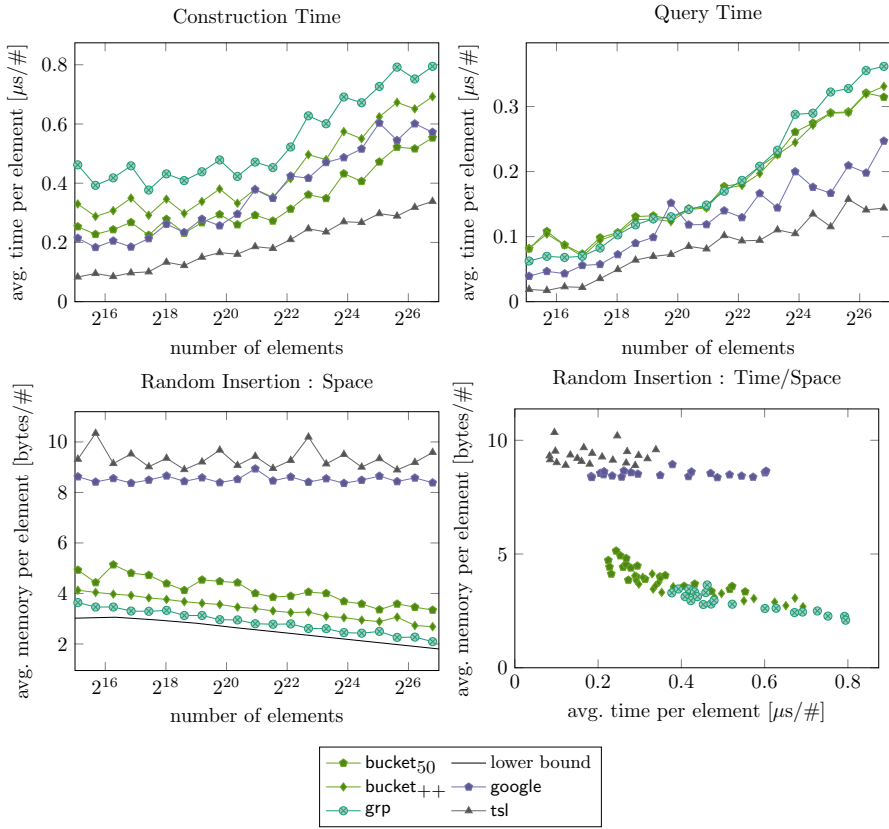 Construction Time
Query Time
avg. time per element [μs/#]
0.8
0.6
0.4
0.2
0
2^16 2^18 2^20 2^22 2^24 2^26
number of elements
avg. time per element [μs/#]
0.3
0.2
0.1
0
2^16 2^18 2^20 2^22 2^24 2^26
number of elements
Random Insertion : Space
avg. memory per element [bytes/#]
10
8
6
4
2
2^16 2^18 2^20 2^22 2^24 2^26
number of elements
Random Insertion : Time/Space
avg. memory per element [bytes/#]
10
5
0
0 0.2 0.4 0.6 0.8
avg. time per element [μs/#]
bucket_50 lower bound
bucket_++ google
grp tsl